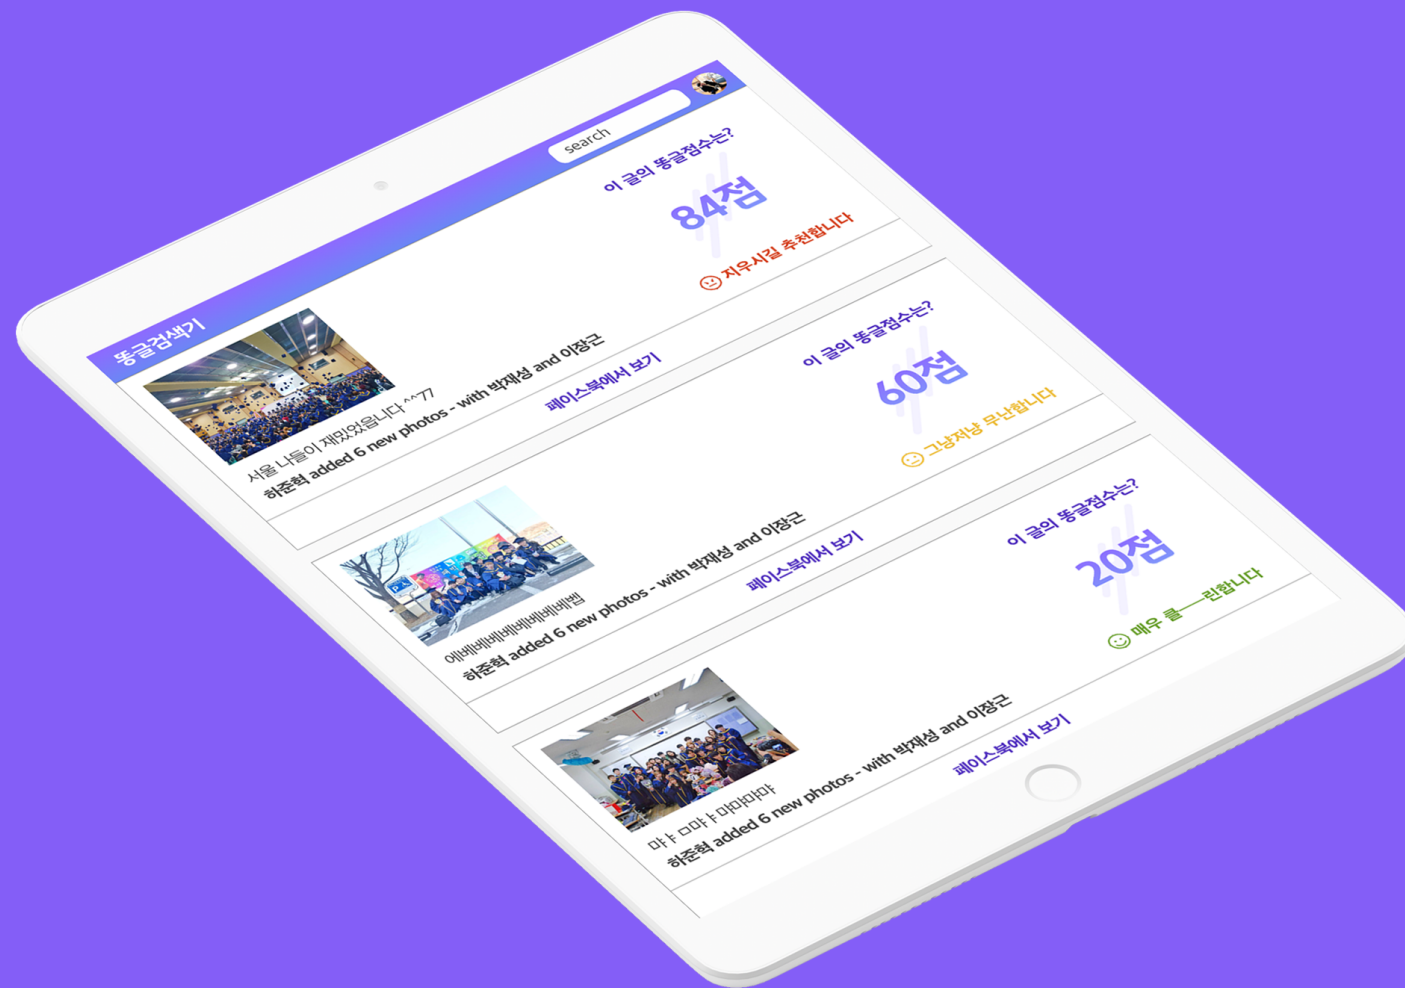 똥글검색기
search
이 글의 똥글점수는?
84점
지우시길 추천합니다
서울 나들이 재밌었읍니다 ^^77
하준혁 added 6 new photos - with 박재성 and 이장근
페이스북에서 보기
이 글의 똥글점수는?
60점
그냥저냥 무난합니다
에베베베베베베베베벱
하준혁 added 6 new photos - with 박재성 and 이장근
페이스북에서 보기
이 글의 똥글점수는?
20점
매우 클——린합니다
먀ㅑㅁ먀ㅑ먀먀먀먀
하준혁 added 6 new photos - with 박재성 and 이장근
페이스북에서 보기